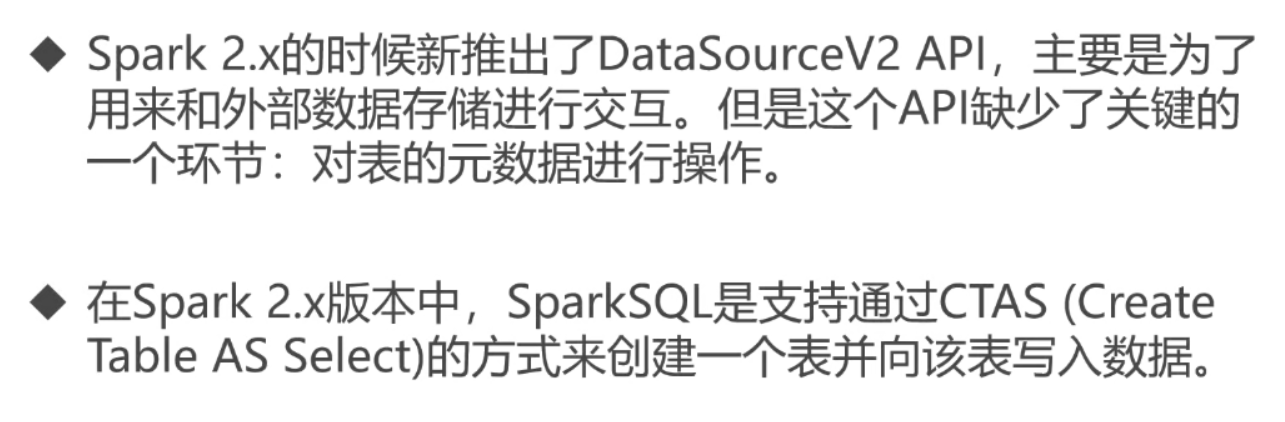 ◆ Spark 2.x的时候新推出了DataSourceV2 API，主要是为了
用来和外部数据存储进行交互。但是这个API缺少了关键的
一个环节：对表的元数据进行操作。
◆ 在Spark 2.x版本中，SparkSQL是支持通过CTAS (Create
Table AS Select)的方式来创建一个表并向该表写入数据。